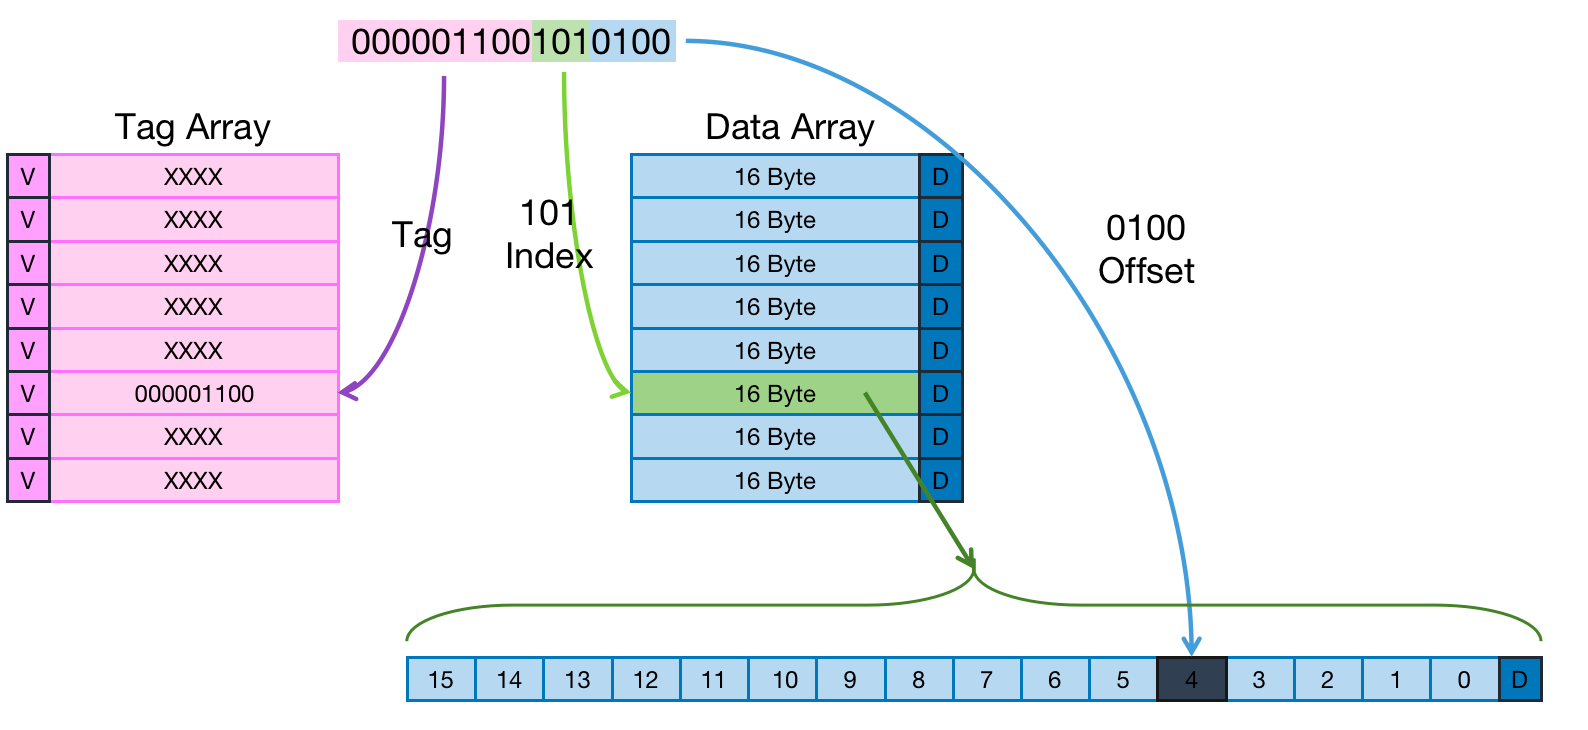 0000011001010100
Tag Array
Data Array
V XXXX
V XXXX
V XXXX
V XXXX
V XXXX
V 000001100
V XXXX
V XXXX
Tag
101
Index
16 Byte D
16 Byte D
16 Byte D
16 Byte D
16 Byte D
16 Byte D
16 Byte D
16 Byte D
0100
Offset
15 14 13 12 11 10 9 8 7 6 5 4 3 2 1 0 D